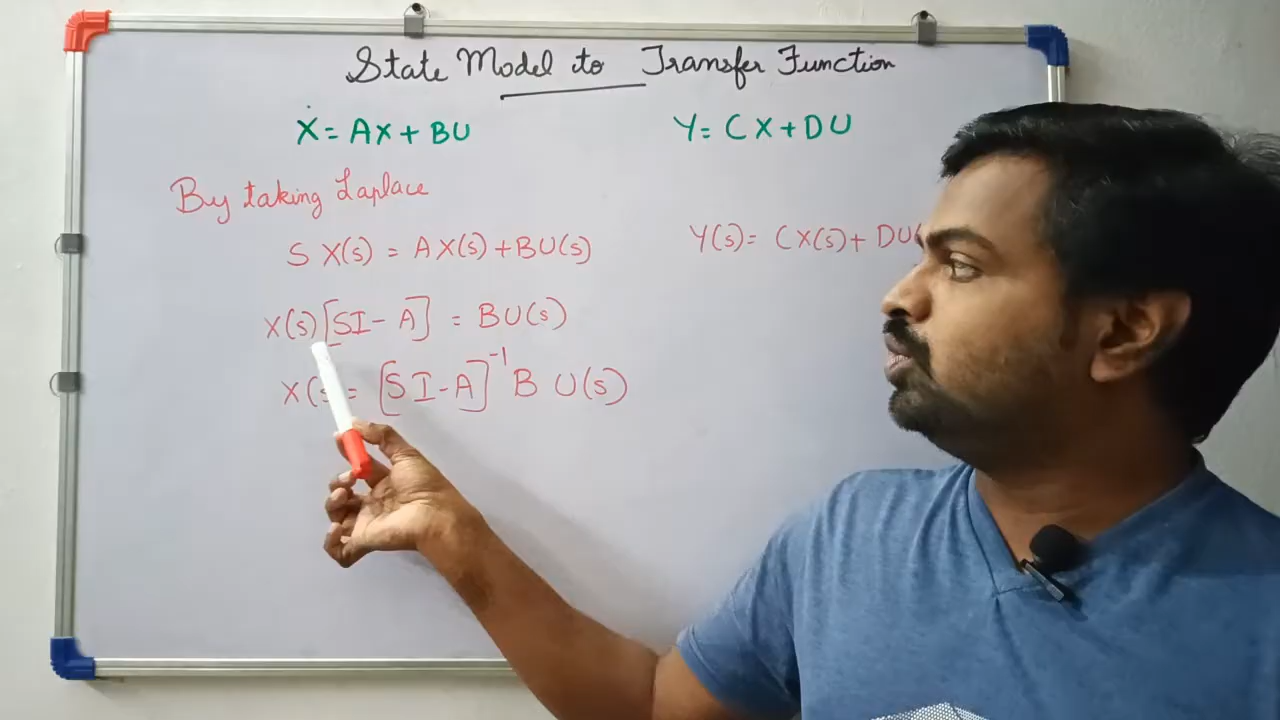 State Model to Transfer Function
Ẋ = AX + BU
Y = CX + DU
By taking Laplace
S X(s) = A X(s) + BU(s)
Y(s) = CX(s) + DU(
X(s)[SI - A] = BU(s)
X(s = [SI - A]⁻¹ B U(s)